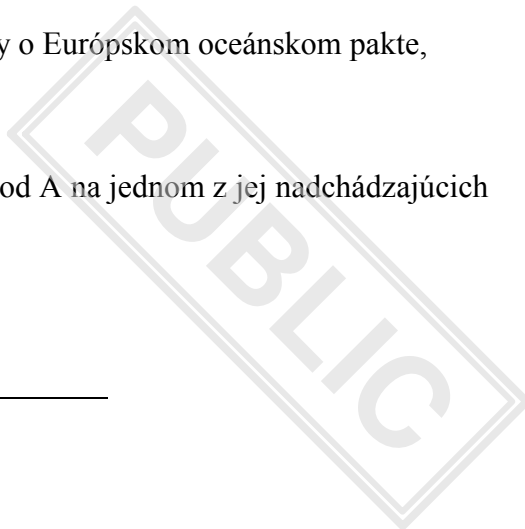 y o Európskom oceánskom pakte,
od A na jednom z jej nadchádzajúcich
PUBLIC